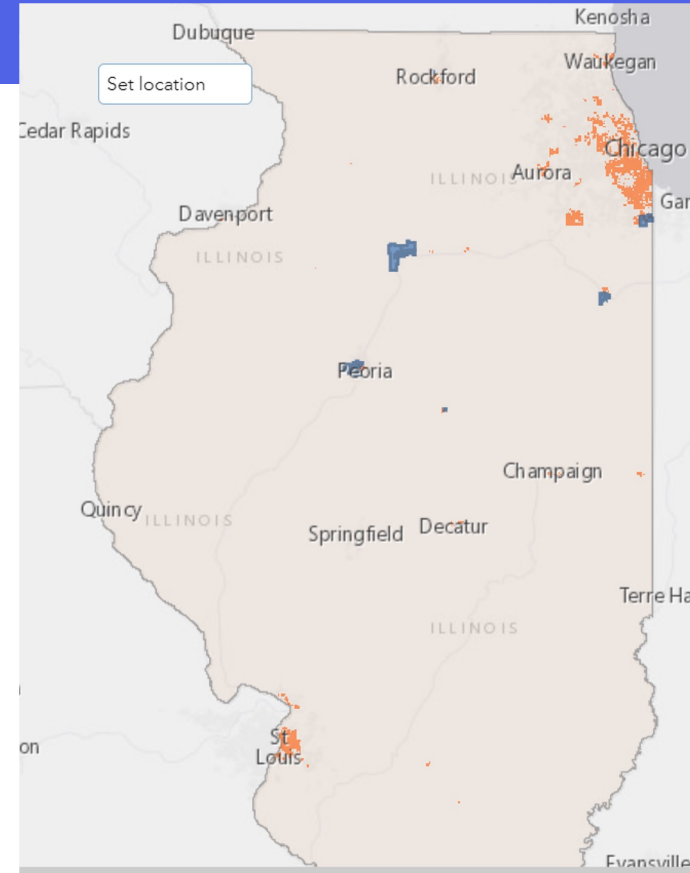 Kenosha
Dubuque
Set location
Rockford
Waukegan
Cedar Rapids
Chicago
Aurora
ILLINOIS
Davenport
Gar
ILLINOIS
Peoria
Champaign
Quincy
ILLINOIS
Springfield
Decatur
Terre Ha
ILLINOIS
on
St
Louis
Evansville